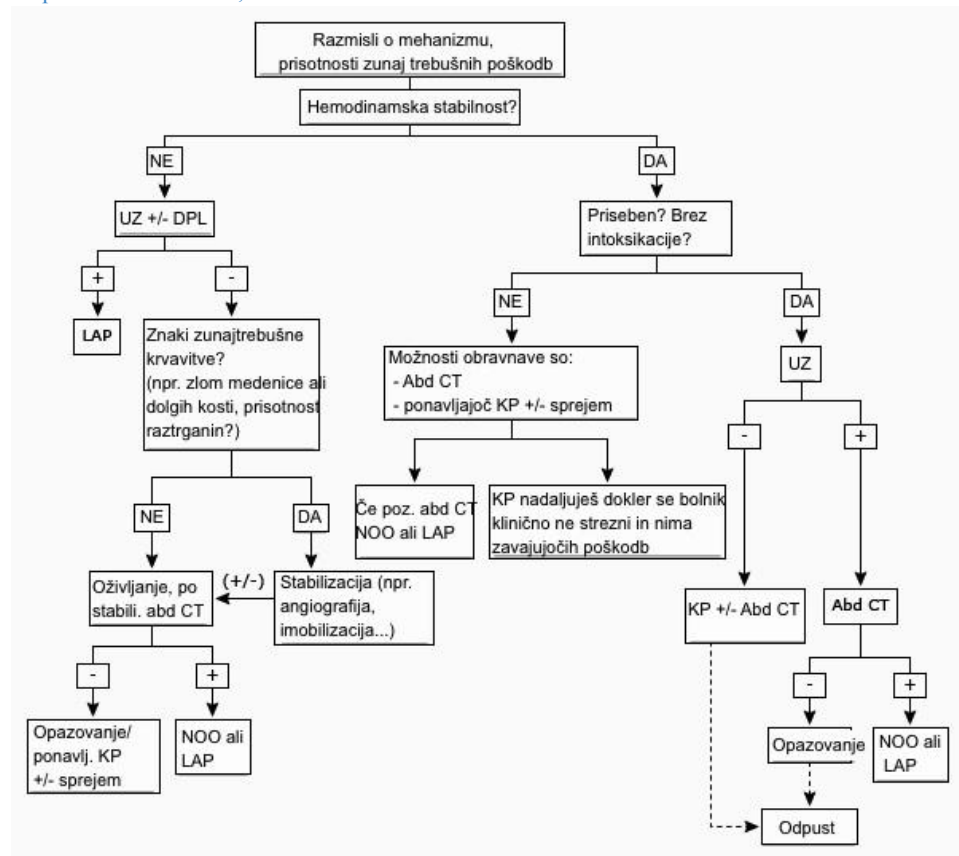 Razmisli o mehanizmu,
prisotnosti zunaj trebušnih poškodb
Hemodinamska stabilnost?
NE
DA
UZ +/- DPL
Priseben? Brez
intoksikacije?
+
-
NE
DA
LAP
Znaki zunajtrebušne
krvavitve?
(npr. zlom medenice ali
dolgih kosti, prisotnost
raztrganin?)
Možnosti obravnave so:
- Abd CT
- ponavljajoč KP +/- sprejem
UZ
-
+
NE
DA
Če poz. abd CT
NOO ali LAP
KP nadaljuješ dokler se bolnik
klinično ne strezni in nima
zavajujočih poškodb
Oživljanje, po
stabili. abd CT
(+/-)
Stabilizacija (npr.
angiografija,
imobilizacija...)
KP +/- Abd CT
Abd CT
-
+
-
+
Opazovanje/
ponavlj. KP
+/- sprejem
NOO ali
LAP
Opazovanje
NOO ali
LAP
Odpust